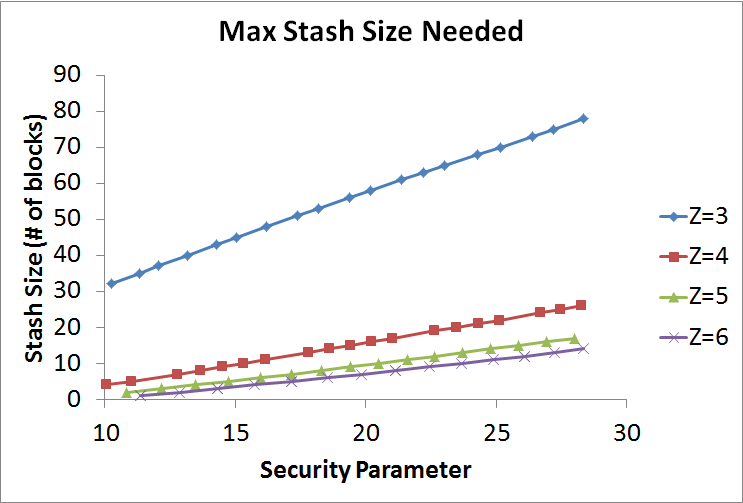 Max Stash Size Needed
90
80
70
60
50
40
30
20
10
0
Stash Size (# of blocks)
10
15
20
25
30
Security Parameter
Z=3
Z=4
Z=5
Z=6